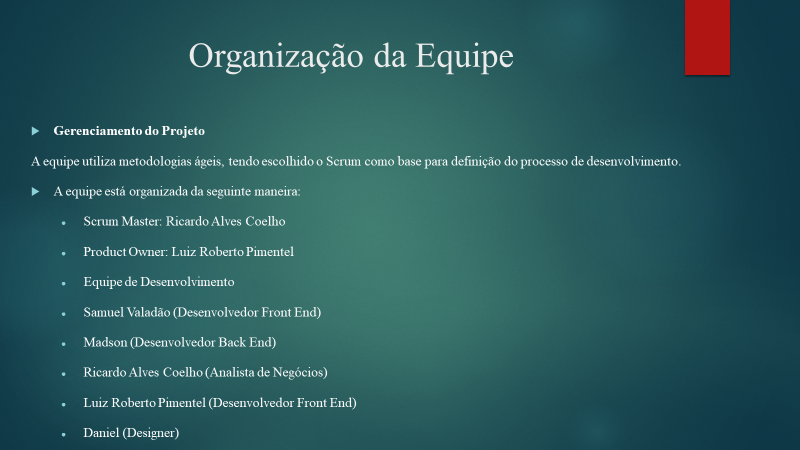 Organização da Equipe
Gerenciamento do Projeto
A equipe utiliza metodologias ágeis, tendo escolhido o Scrum como base para definição do processo de desenvolvimento.
A equipe está organizada da seguinte maneira:
Scrum Master: Ricardo Alves Coelho
Product Owner: Luiz Roberto Pimentel
Equipe de Desenvolvimento
Samuel Valadão (Desenvolvedor Front End)
Madson (Desenvolvedor Back End)
Ricardo Alves Coelho (Analista de Negócios)
Luiz Roberto Pimentel (Desenvolvedor Front End)
Daniel (Designer)